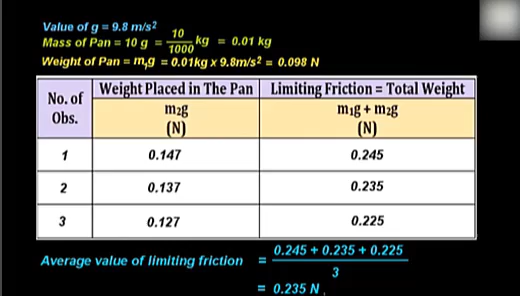 Value of g = 9.8 m/s²
Mass of Pan = 10 g = 10/1000 kg = 0.01 kg
Weight of Pan = m₁g = 0.01kg x 9.8m/s² = 0.098 N
No. of Obs. | Weight Placed in The Pan m₂g (N) | Limiting Friction = Total Weight m₁g + m₂g (N)
1 | 0.147 | 0.245
2 | 0.137 | 0.235
3 | 0.127 | 0.225
Average value of limiting friction = 0.245 + 0.235 + 0.225 / 3
= 0.235 N